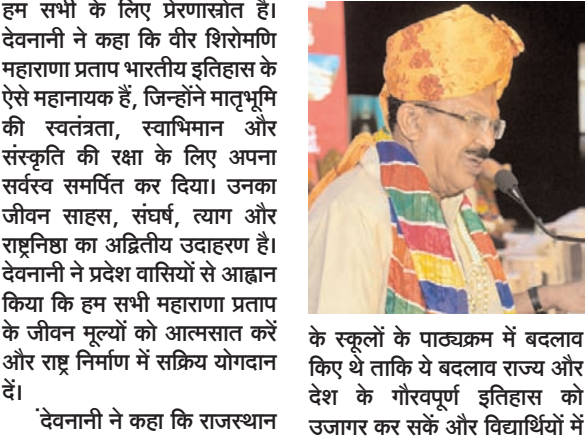 हम सभी के लिए प्रेरणास्रोत है।
देवनानी ने कहा कि वीर शिरोमणि
महाराणा प्रताप भारतीय इतिहास के
ऐसे महानायक हैं, जिन्होंने मातृभूमि
की स्वतंत्रता, स्वाभिमान और
संस्कृति की रक्षा के लिए अपना
सर्वस्व समर्पित कर दिया। उनका
जीवन साहस, संघर्ष, त्याग और
राष्ट्रनिष्ठा का अद्वितीय उदाहरण है।
देवनानी ने प्रदेश वासियों से आह्वान
किया कि हम सभी महाराणा प्रताप
के जीवन मूल्यों को आत्मसात करें
और राष्ट्र निर्माण में सक्रिय योगदान
दें।
देवनानी ने कहा कि राजस्थान
के स्कूलों के पाठ्यक्रम में बदलाव
किए थे ताकि ये बदलाव राज्य और
देश के गौरवपूर्ण इतिहास को
उजागर कर सकें और विद्यार्थियों में